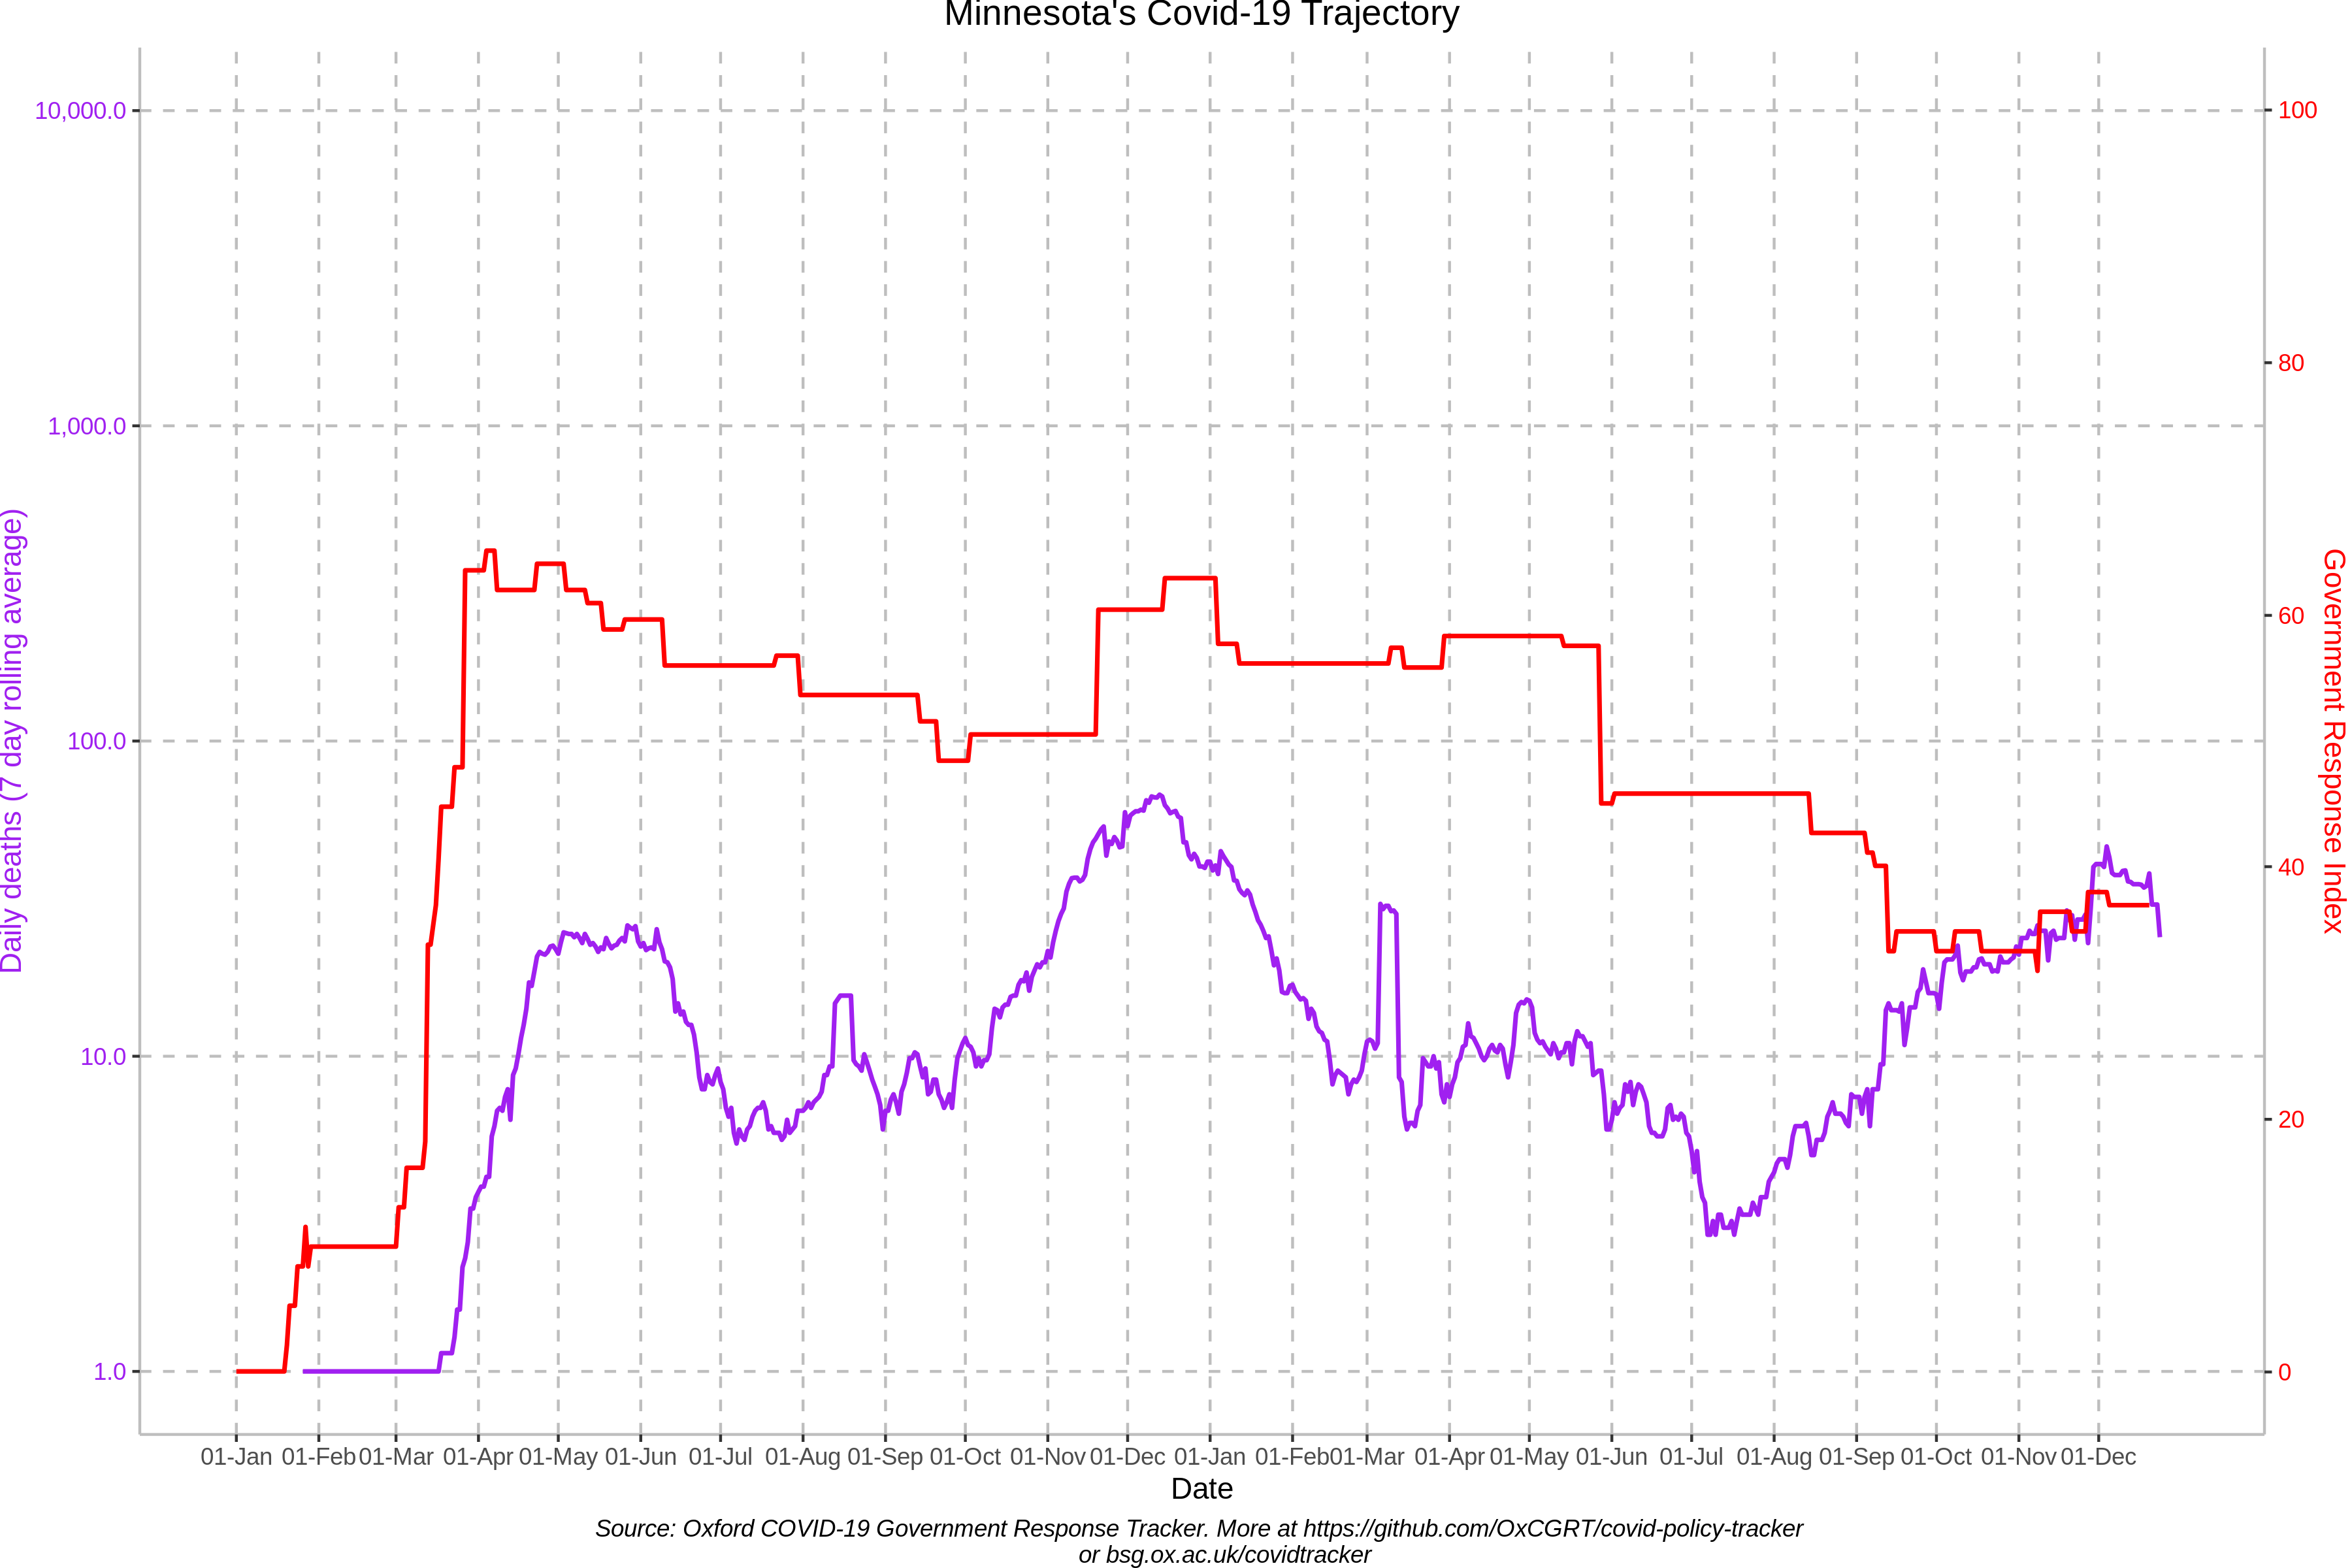 Minnesota's Covid-19 Trajectory
10,000.0
1,000.0
100.0
10.0
1.0
Daily deaths (7 day rolling average)
100
80
60
40
20
0
Government Response Index
01-Jan 01-Feb 01-Mar 01-Apr 01-May 01-Jun 01-Jul 01-Aug 01-Sep 01-Oct 01-Nov 01-Dec 01-Jan 01-Feb 01-Mar 01-Apr 01-May 01-Jun 01-Jul 01-Aug 01-Sep 01-Oct 01-Nov 01-Dec
Date
Source: Oxford COVID-19 Government Response Tracker. More at https://github.com/OxCGRT/covid-policy-tracker
or bsg.ox.ac.uk/covidtracker